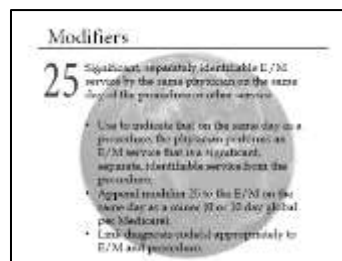 Modifiers
25 Significant, separately identifiable E/M
service by the same physician on the same
day of the procedure or other service
• Use to indicate that on the same day as a
procedure, the physician performs an
E/M service that is a significant,
separate, identifiable service from the
procedure;
• Append modifier 25 to the E/M on the
same day as a minor (0 or 10 day global
per Medicare).
• Link diagnosis code(s) appropriately to
E/M and procedure.